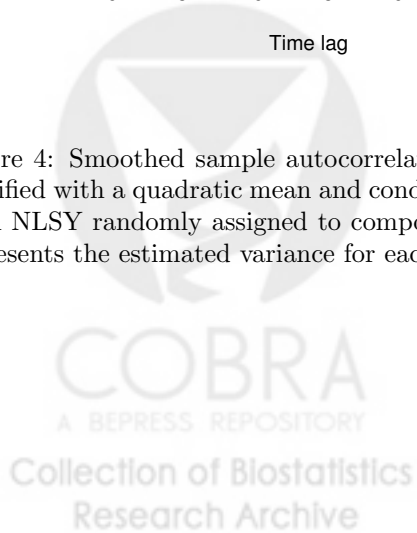 Time lag
re 4: Smoothed sample autocorrela
ified with a quadratic mean and cond
NLSY randomly assigned to compo
esents the estimated variance for eac
COBRA
A BEPRESS REPOSITORY
Collection of Biostatistics
Research Archive